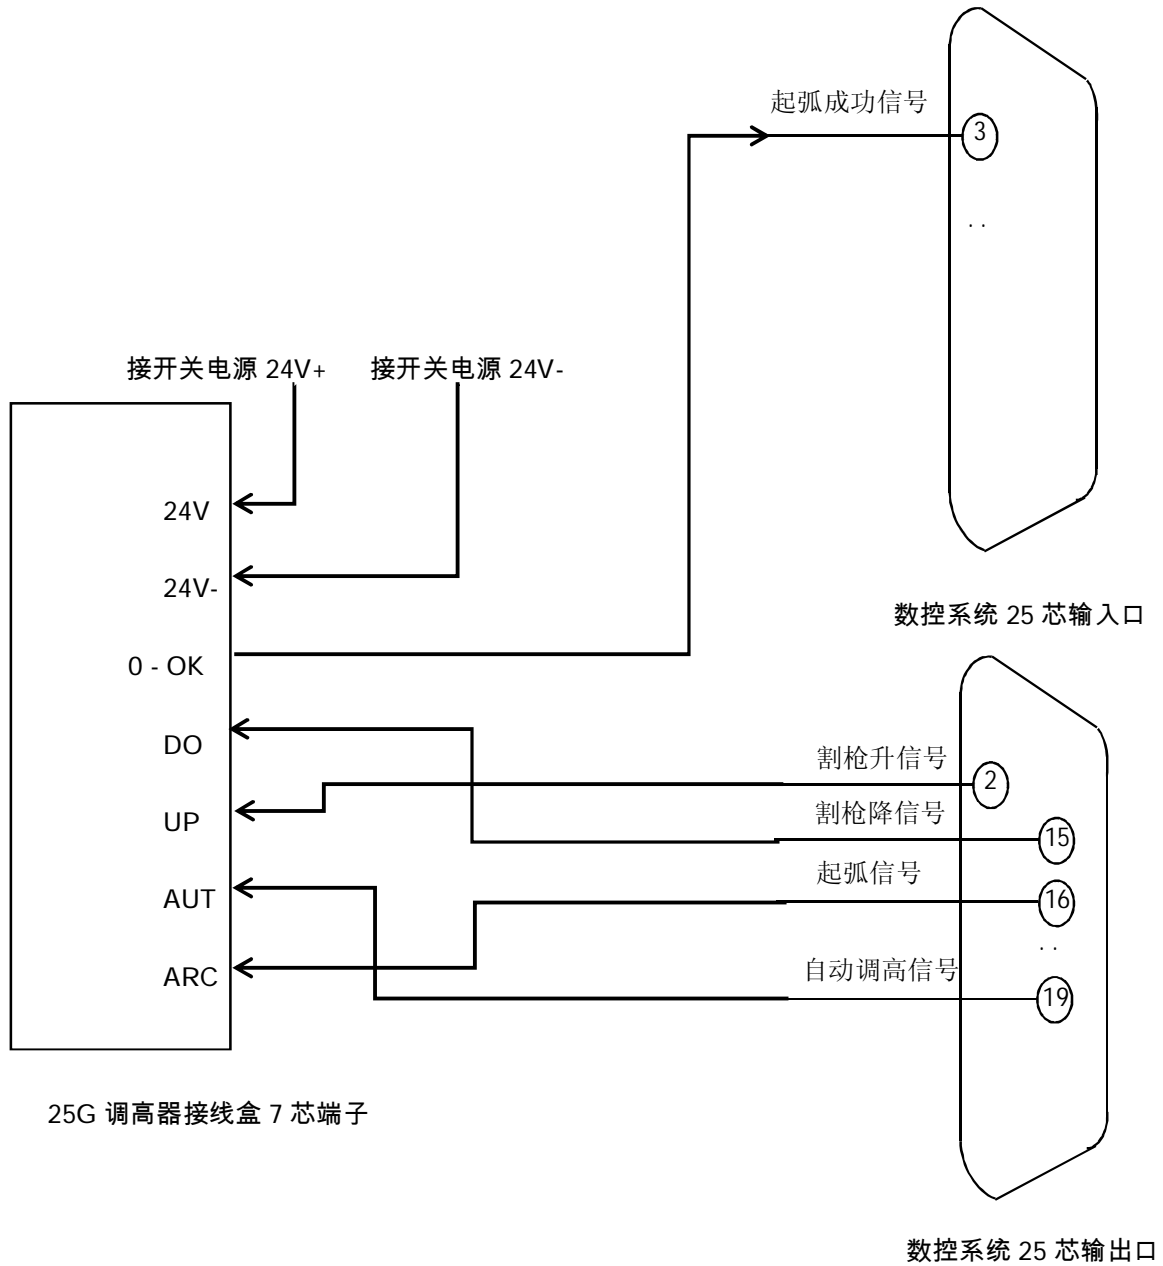 起弧成功信号
3
. .
接开关电源 24V+
接开关电源 24V-
24V
24V-
0 - OK
DO
UP
AUT
ARC
25G 调高器接线盒 7 芯端子
数控系统 25 芯输入口
割枪升信号
2
割枪降信号
15
起弧信号
16
. .
自动调高信号
19
数控系统 25 芯输出口